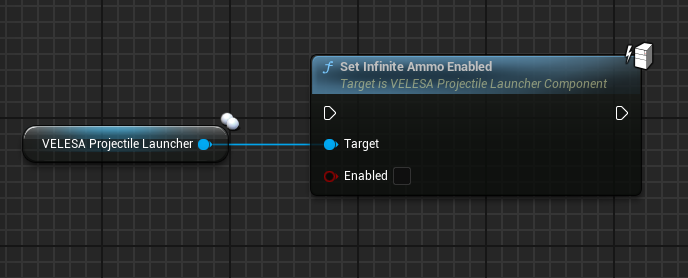 Set Infinite Ammo Enabled
Target is VELESA Projectile Launcher Component
VELESA Projectile Launcher
Target
Enabled